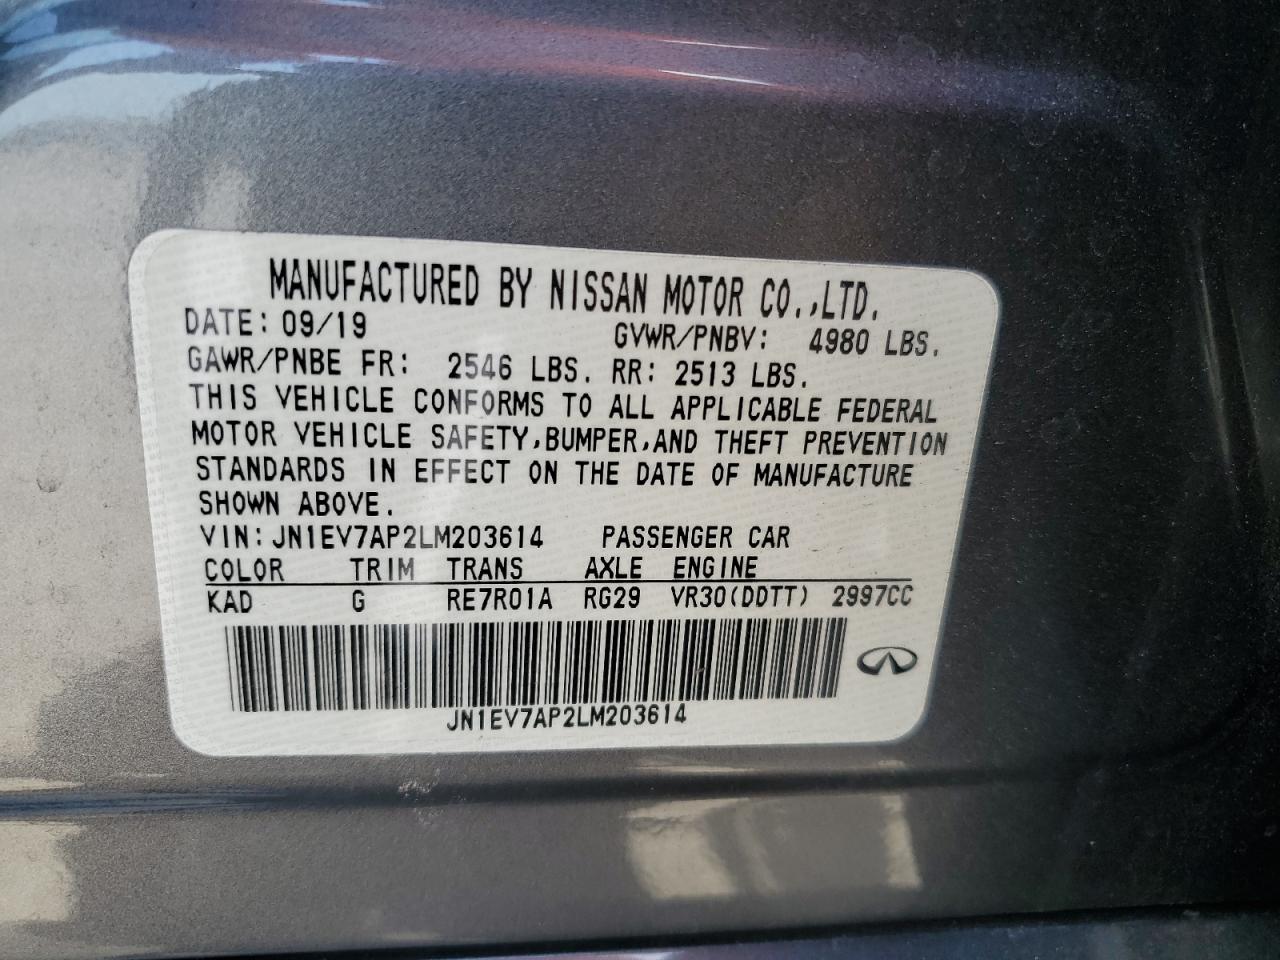 MANUFACTURED BY NISSAN MOTOR CO.,LTD.
DATE: 09/19 GVWR/PNBV: 4980 LBS.
GAWR/PNBE FR: 2546 LBS. RR: 2513 LBS.
THIS VEHICLE CONFORMS TO ALL APPLICABLE FEDERAL
MOTOR VEHICLE SAFETY,BUMPER,AND THEFT PREVENTION
STANDARDS IN EFFECT ON THE DATE OF MANUFACTURE
SHOWN ABOVE.
VIN:JN1EV7AP2LM203614 PASSENGER CAR
COLOR TRIM TRANS AXLE ENGINE
KAD G RE7R01A RG29 VR30(DDTT) 2997CC
JN1EV7AP2LM203614